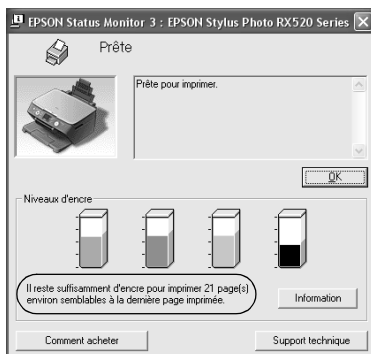 EPSON Status Monitor 3 : EPSON Stylus Photo RX520 Series
Prête
Prête pour imprimer.
OK
Niveaux d'encre
Il reste suffisamment d'encre pour imprimer 21 page(s)
environ semblables à la dernière page imprimée.
Information
Comment acheter
Support technique